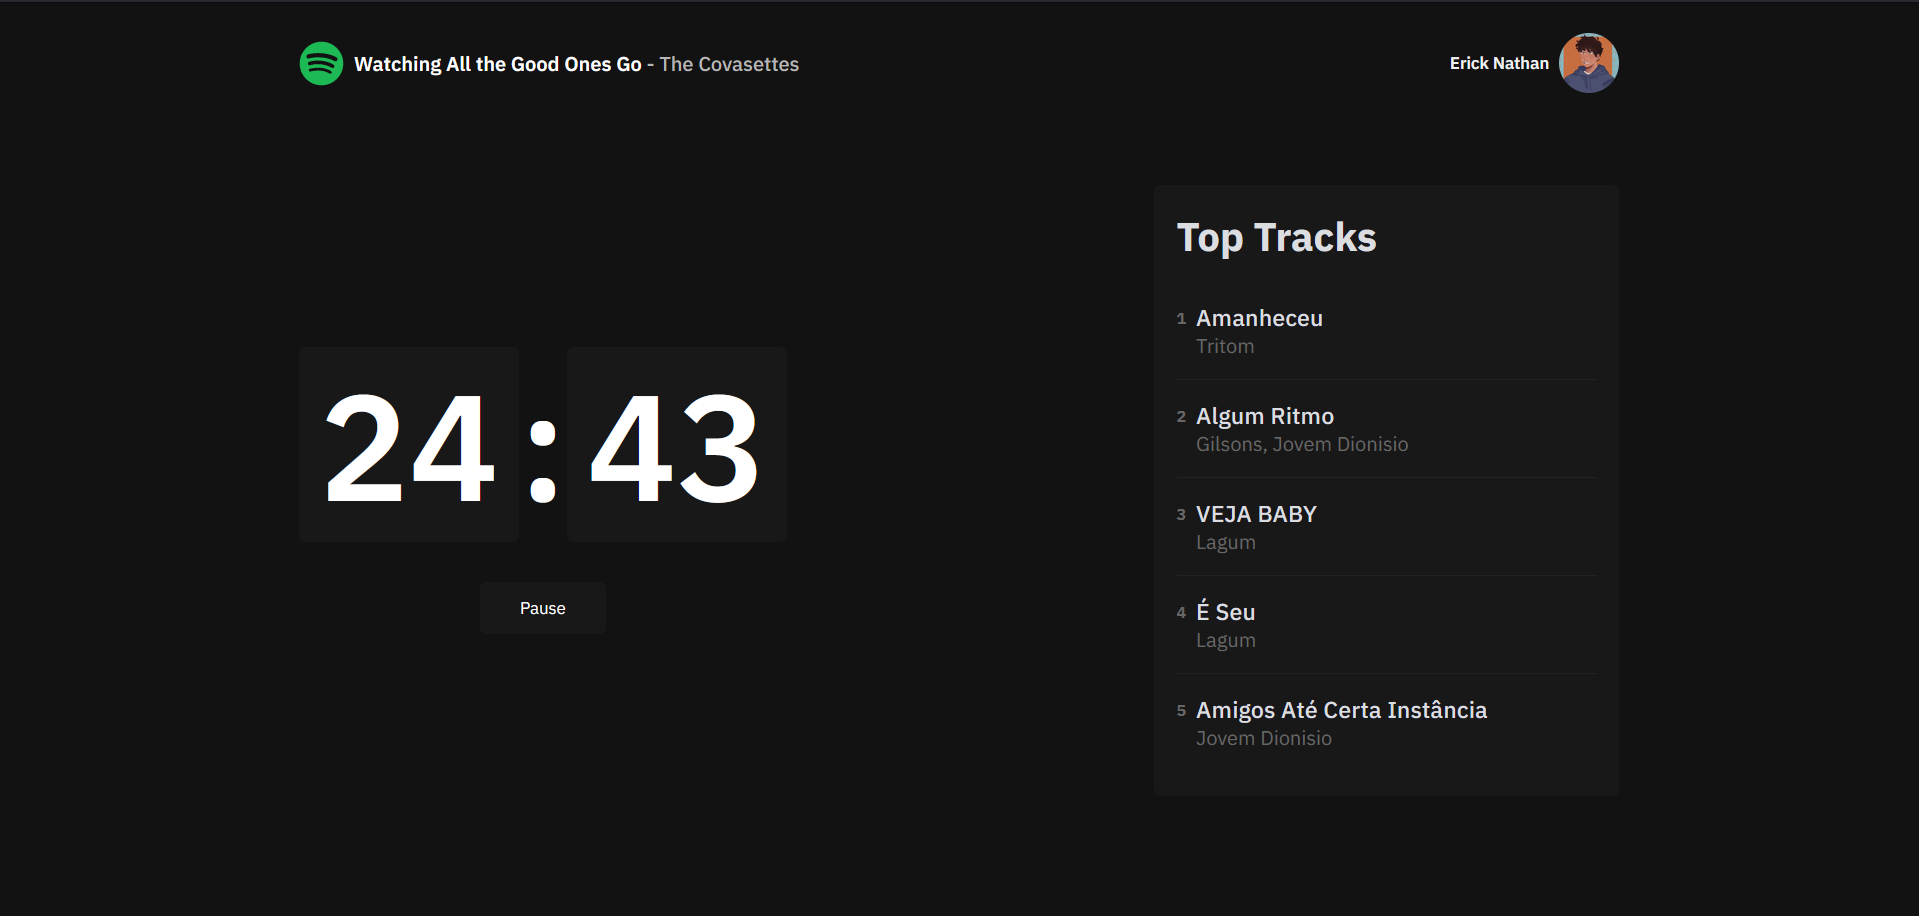 Watching All the Good Ones Go - The Covasettes
Erick Nathan
24:43
Pause
Top Tracks
1 Amanheceu
Tritom
2 Algum Ritmo
Gilsons, Jovem Dionisio
3 VEJA BABY
Lagum
4 É Seu
Lagum
5 Amigos Até Certa Instância
Jovem Dionisio